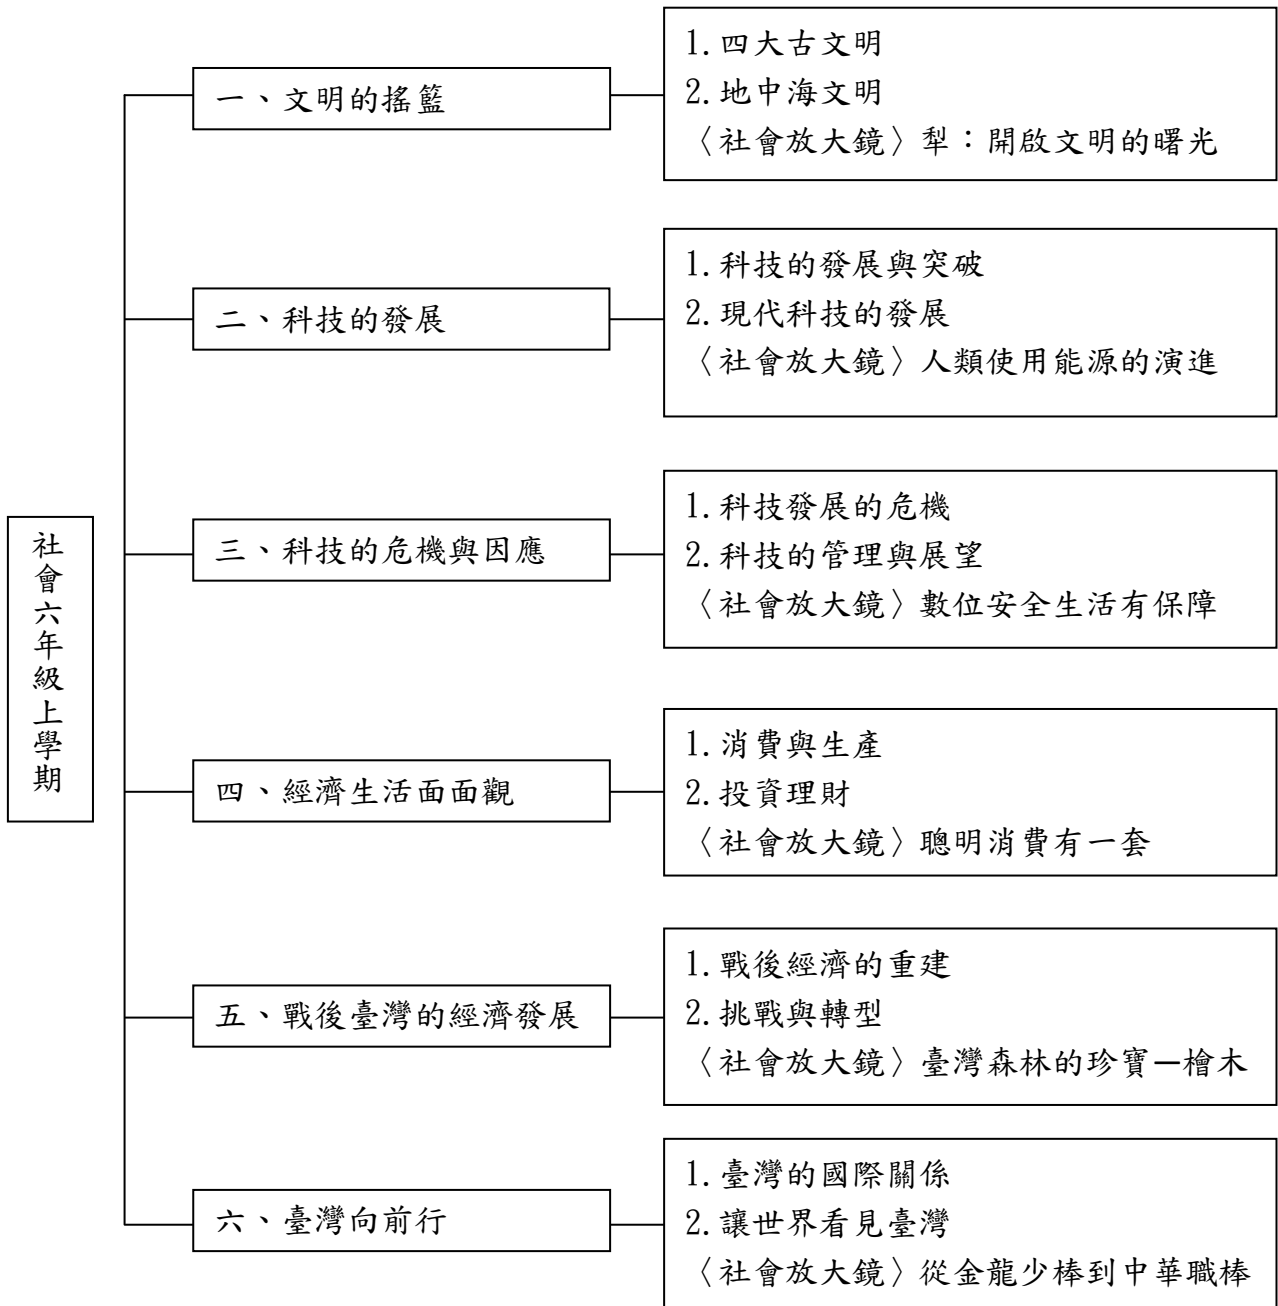 社會六年級上學期
一、文明的搖籃
1.四大古文明
2.地中海文明
〈社會放大鏡〉犁：開啟文明的曙光
二、科技的發展
1.科技的發展與突破
2.現代科技的發展
〈社會放大鏡〉人類使用能源的演進
三、科技的危機與因應
1.科技發展的危機
2.科技的管理與展望
〈社會放大鏡〉數位安全生活有保障
四、經濟生活面面觀
1.消費與生產
2.投資理財
〈社會放大鏡〉聰明消費有一套
五、戰後臺灣的經濟發展
1.戰後經濟的重建
2.挑戰與轉型
〈社會放大鏡〉臺灣森林的珍寶—檜木
六、臺灣向前行
1.臺灣的國際關係
2.讓世界看見臺灣
〈社會放大鏡〉從金龍少棒到中華職棒